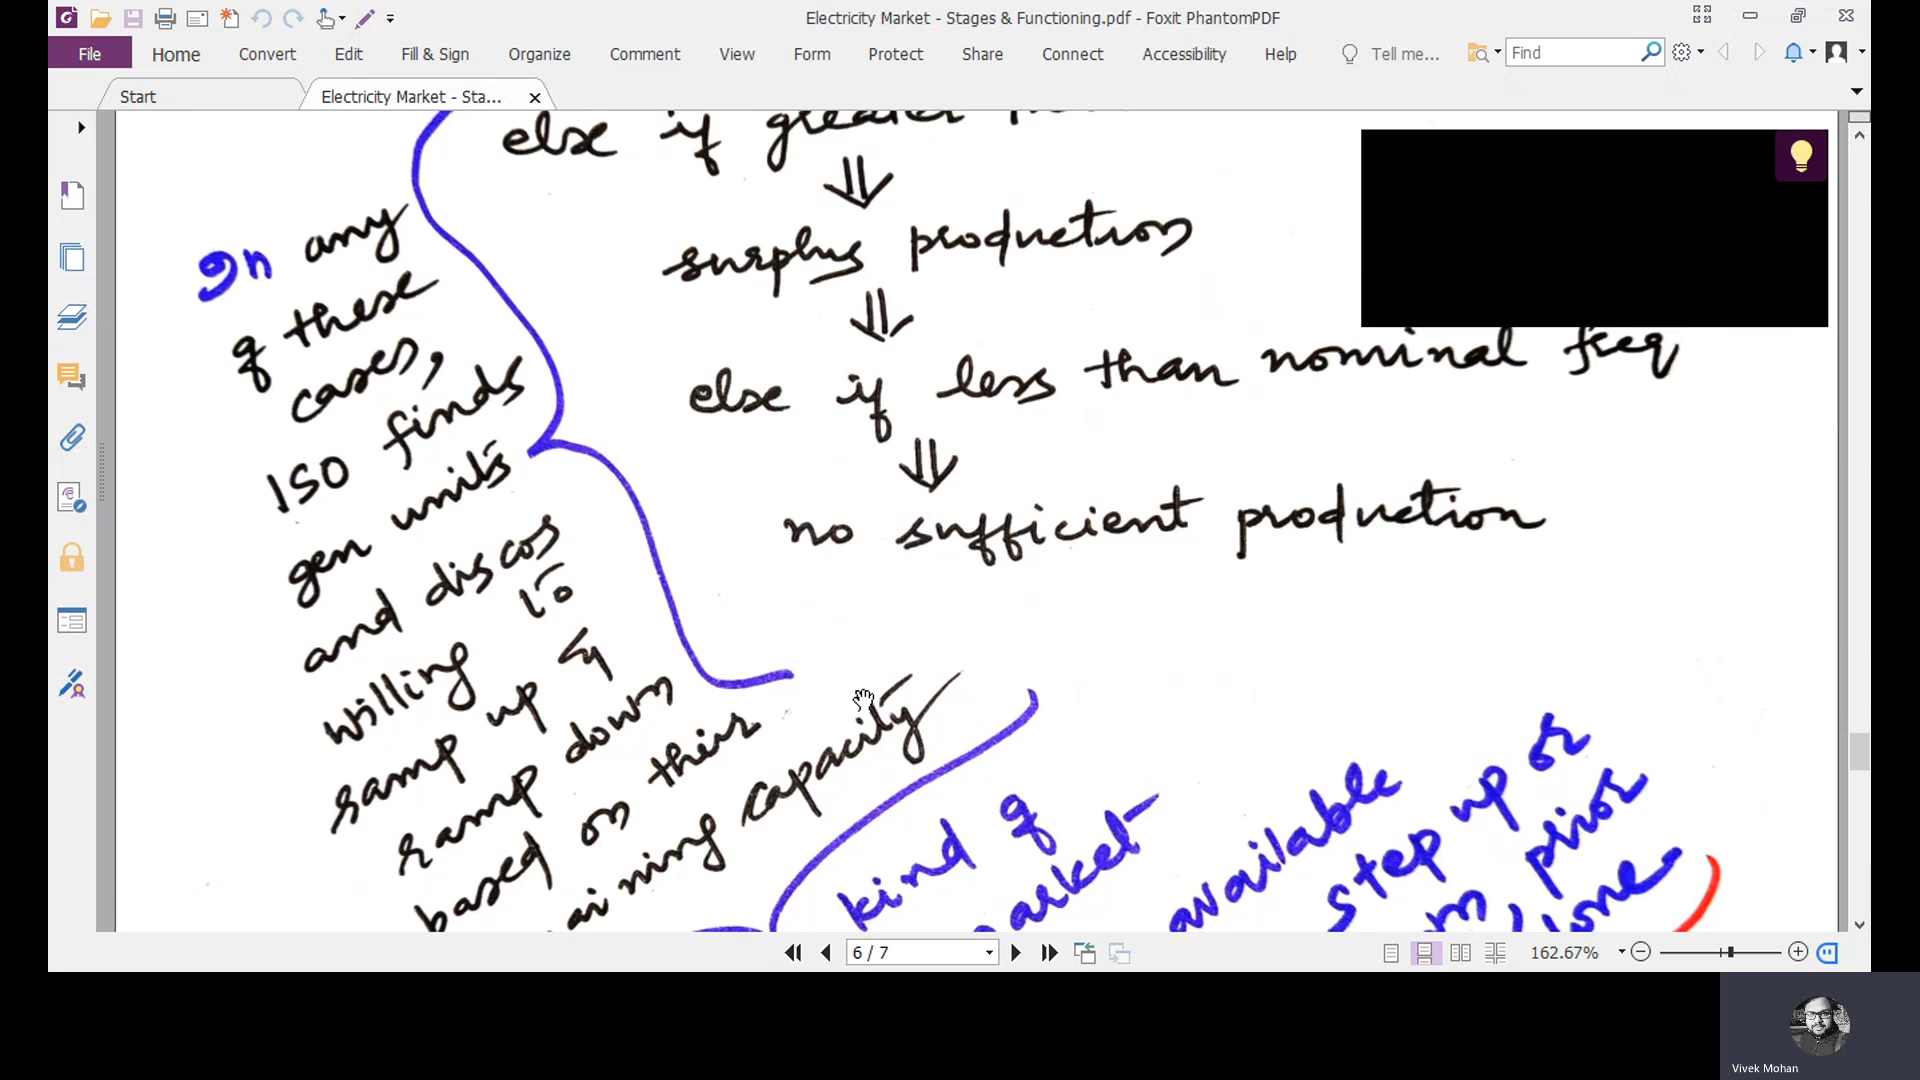 Electricity Market - Stages & Functioning.pdf - Foxit PhantomPDF
File Home Convert Edit Fill & Sign Organize Comment View Form Protect Share Connect Accessibility Help Tell me... Find
Start Electricity Market - Sta...
else if greater
surplus production
else if less than nominal freq
no sufficient production
In any
of these
cases,
ISO finds
gen units
and discos
willing to
ramp up &
ramp down
based on their
aining capacity
kind of
arket
available
step up or
prior
6 / 7
162.67%
Vivek Mohan